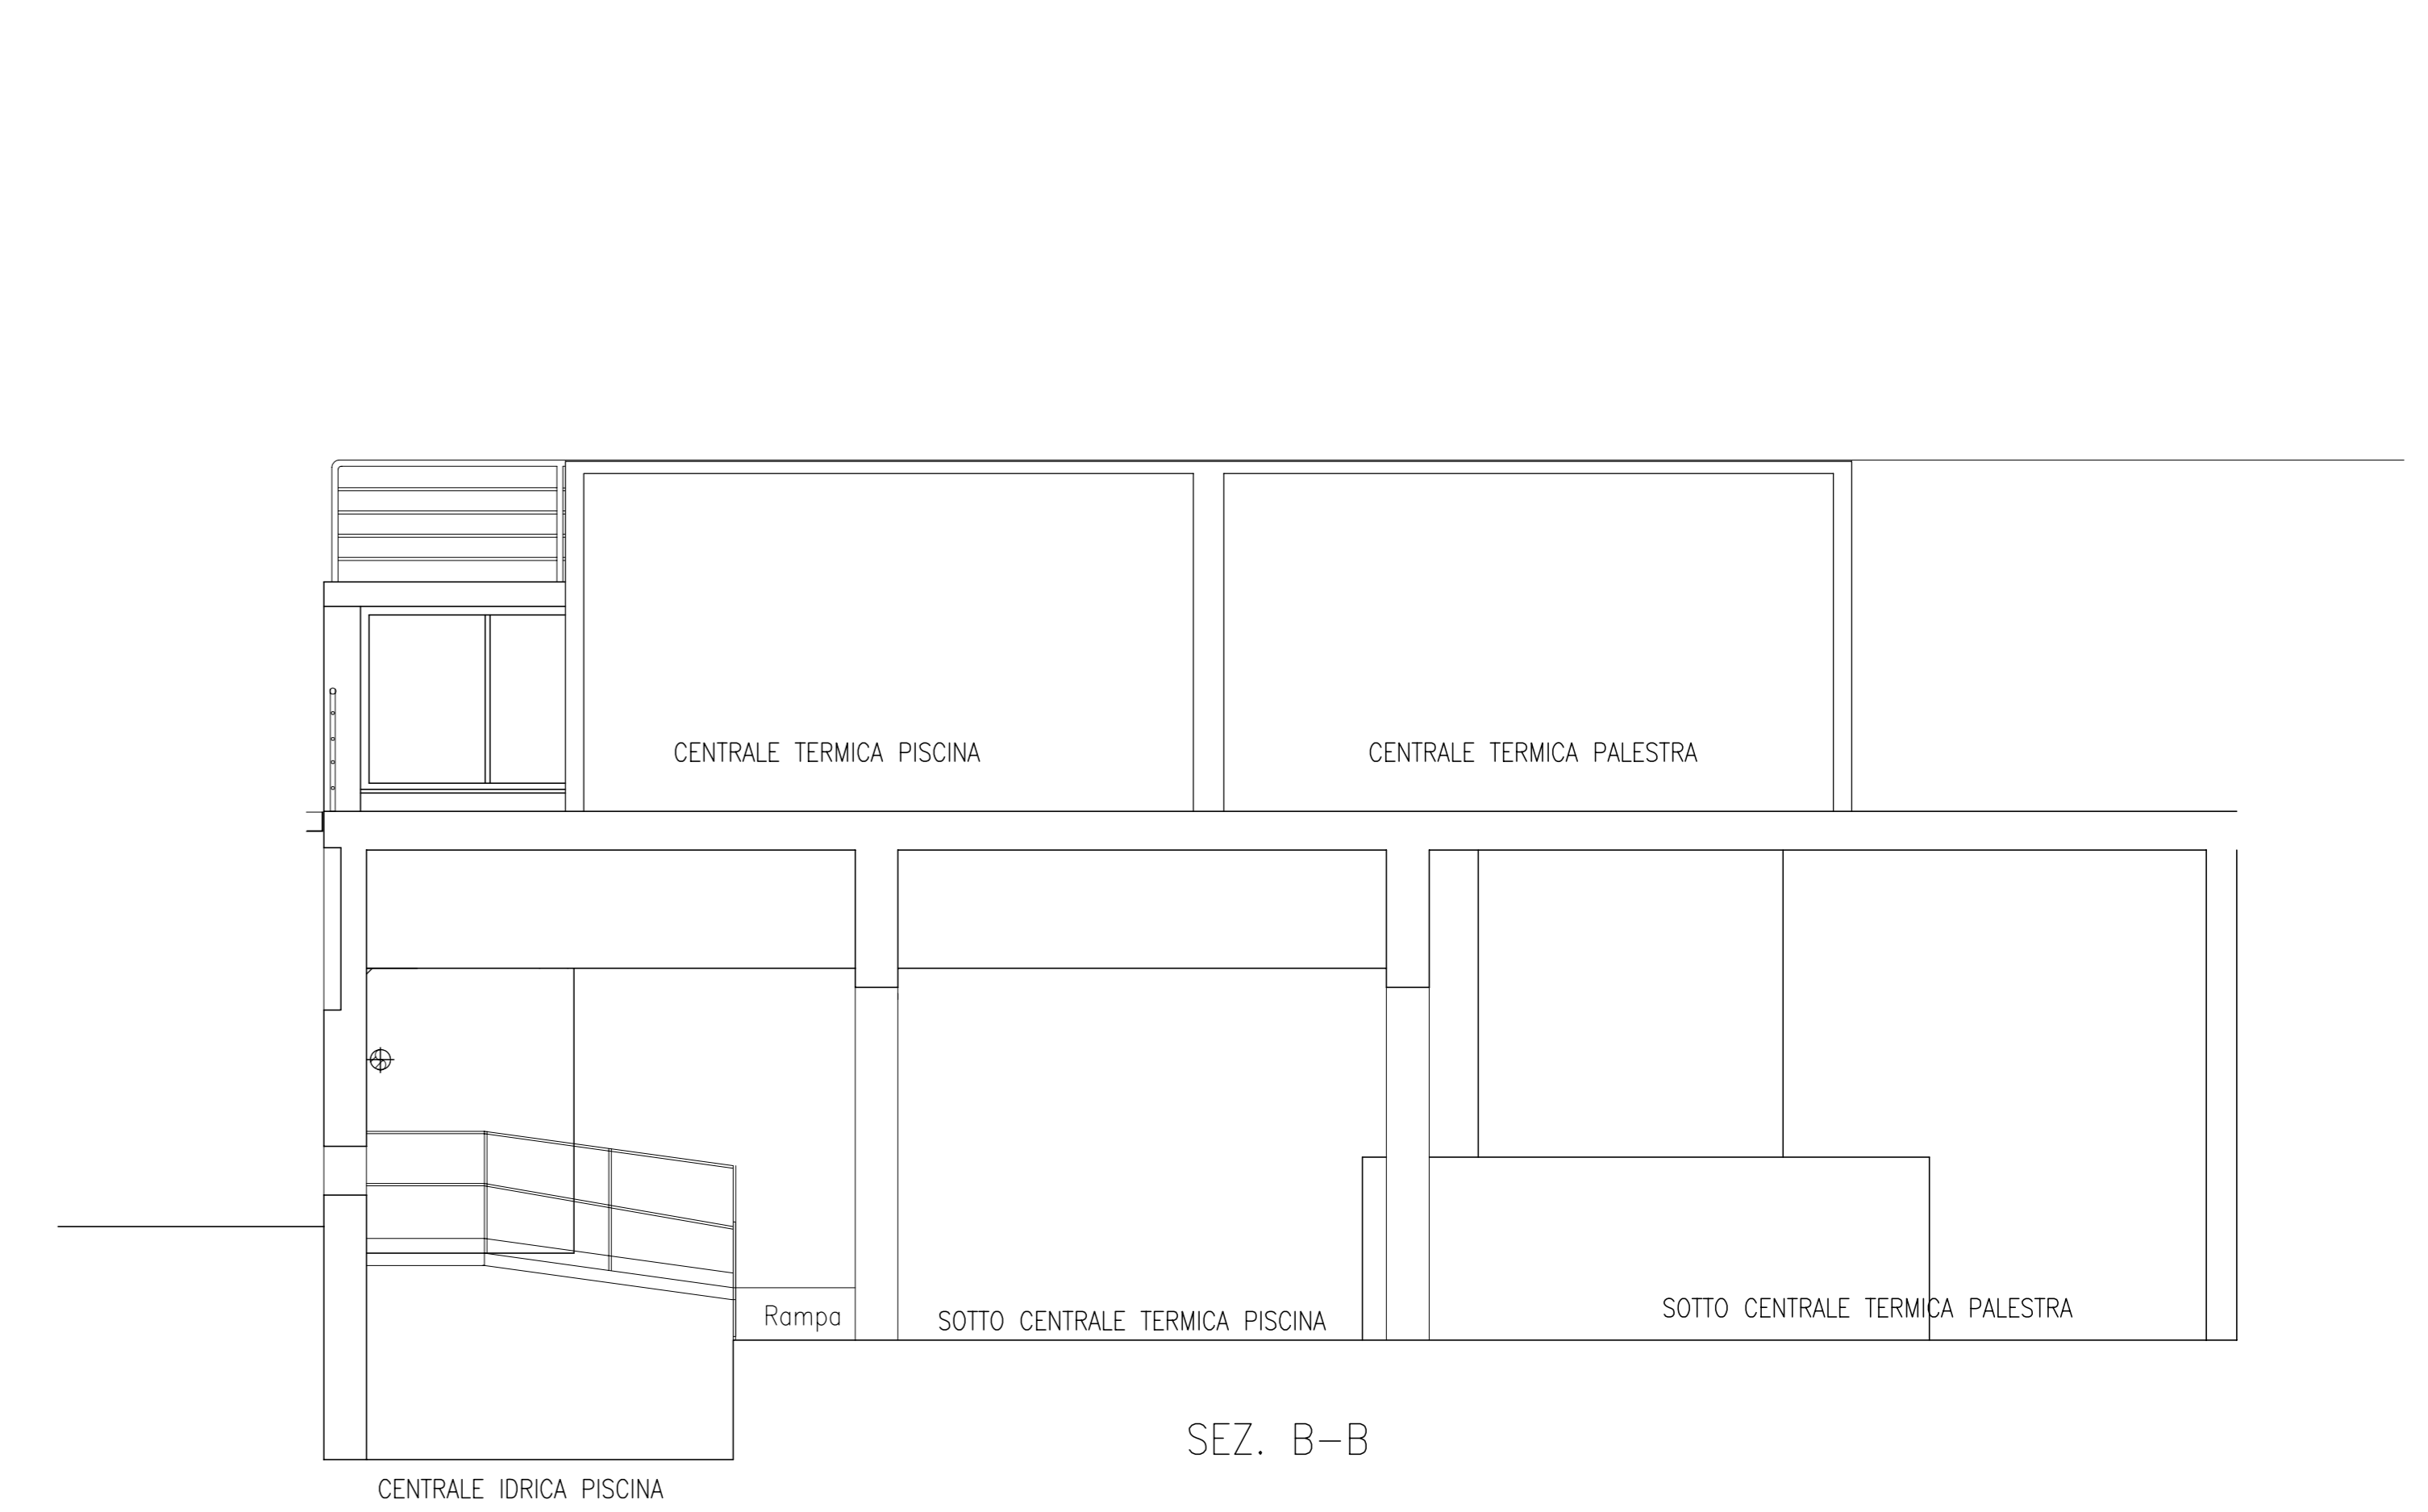 CENTRALE TERMICA PISCINA
CENTRALE TERMICA PALESTRA
Rampa
SOTTO CENTRALE TERMICA PISCINA
SOTTO CENTRALE TERMICA PALESTRA
SEZ. B-B
CENTRALE IDRICA PISCINA